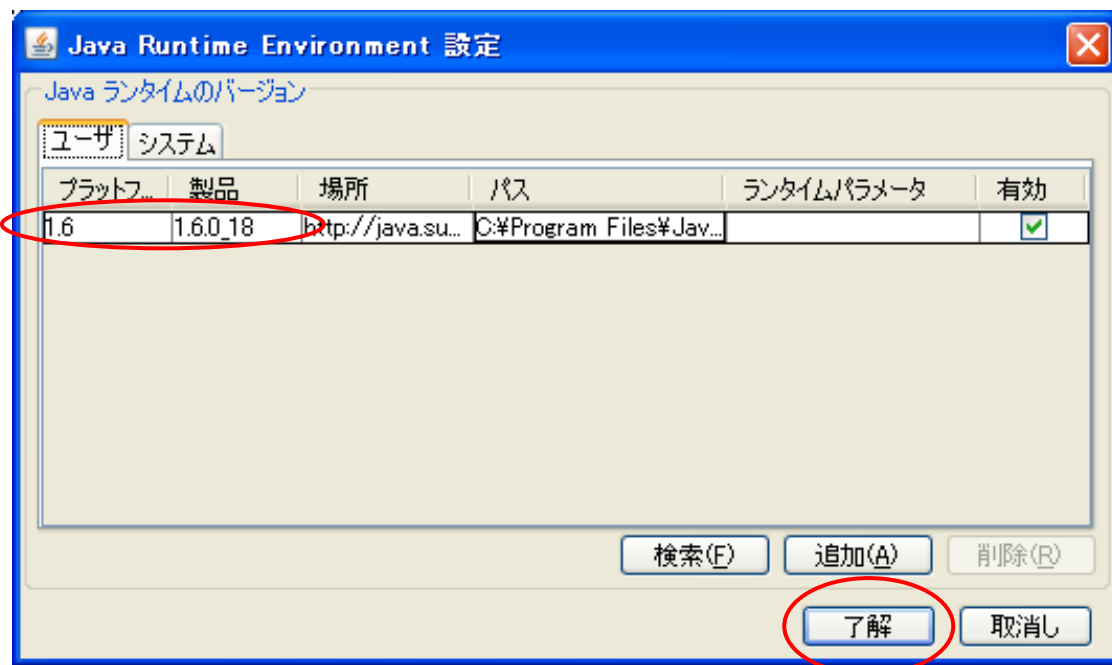 Java Runtime Environment 設定
Java ランタイムのバージョン
ユーザ システム
プラットフ... 製品 場所 パス ランタイムパラメータ 有効
1.6 1.6.0_18 http://java.su... C:¥Program Files¥Jav...
検索(F) 追加(A) 削除(R)
了解 取消し